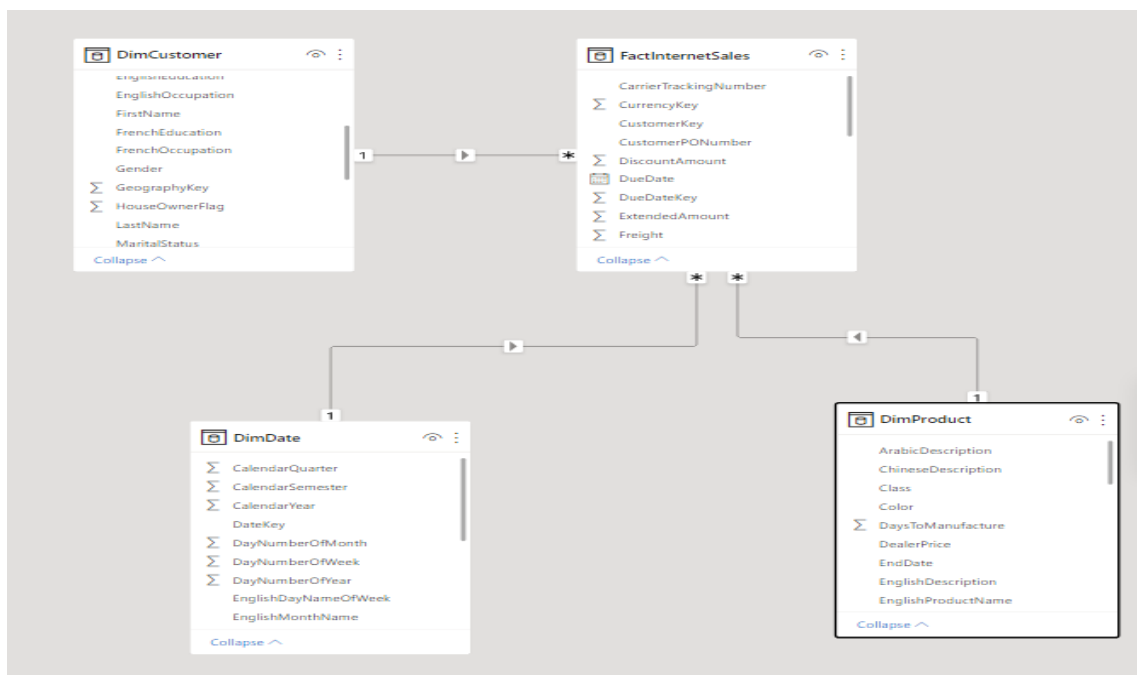 DimCustomer
EnglishEducation
EnglishOccupation
FirstName
FrenchEducation
FrenchOccupation
Gender
GeographyKey
HouseOwnerFlag
LastName
MaritalStatus
Collapse
1
*
FactInternetSales
CarrierTrackingNumber
CurrencyKey
CustomerKey
CustomerPONumber
DiscountAmount
DueDate
DueDateKey
ExtendedAmount
Freight
Collapse
*
*
1
DimDate
CalendarQuarter
CalendarSemester
CalendarYear
DateKey
DayNumberOfMonth
DayNumberOfWeek
DayNumberOfYear
EnglishDayNameOfWeek
EnglishMonthName
Collapse
1
DimProduct
ArabicDescription
ChineseDescription
Class
Color
DaysToManufacture
DealerPrice
EndDate
EnglishDescription
EnglishProductName
Collapse